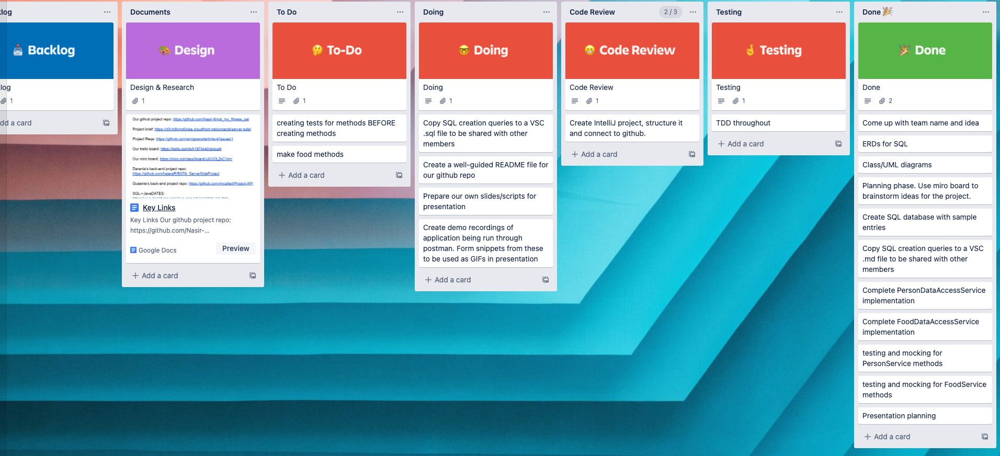 log
Backlog
log
1
dd a card
Documents
Design
Design & Research
1
Our github project repo: https://github.com/Nasir-6/not_my_fitness_pal
Project brief: https://d3vh8xmd0xlse.cloudfront.net/projects/server-side/
Project Reqs: https://github.com/amigoscode/bnta-4/issues/1
Our trello board: https://trello.com/b/h19Tkk40/group6
Our miro board: https://miro.com/app/board/uXjVOL2kC1s=/
Darania's back-end project repo:
https://github.com/hajeraR/BNTA_ServerSideProject
Queenie's back-end project repo: https://github.com/imcalled/Project-API
SQL->JavaDATES:
Key Links
Key Links Our github project repo:
https://github.com/Nasir-...
Google Docs
Preview
+ Add a card
To Do
To-Do
To Do
1
creating tests for methods BEFORE
creating methods
make food methods
+ Add a card
Doing
Doing
Doing
1
Copy SQL creation queries to a VSC
.sql file to be shared with other
members
Create a well-guided README file for
our github repo
Prepare our own slides/scripts for
presentation
Create demo recordings of
application being run through
postman. Form snippets from these
to be used as GIFs in presentation
+ Add a card
Code Review
2 / 3
Code Review
Code Review
1
Create IntelliJ project, structure it
and connect to github.
+ Add a card
Testing
Testing
Testing
1
TDD throughout
+ Add a card
Done 🎉
Done
Done
2
Come up with team name and idea
ERDs for SQL
Class/UML diagrams
Planning phase. Use miro board to
brainstorm ideas for the project.
Create SQL database with sample
entries
Copy SQL creation queries to a VSC
.md file to be shared with other
members
Complete PersonDataAccessService
implementation
Complete FoodDataAccessService
implementation
testing and mocking for
PersonService methods
testing and mocking for FoodService
methods
Presentation planning
+ Add a card